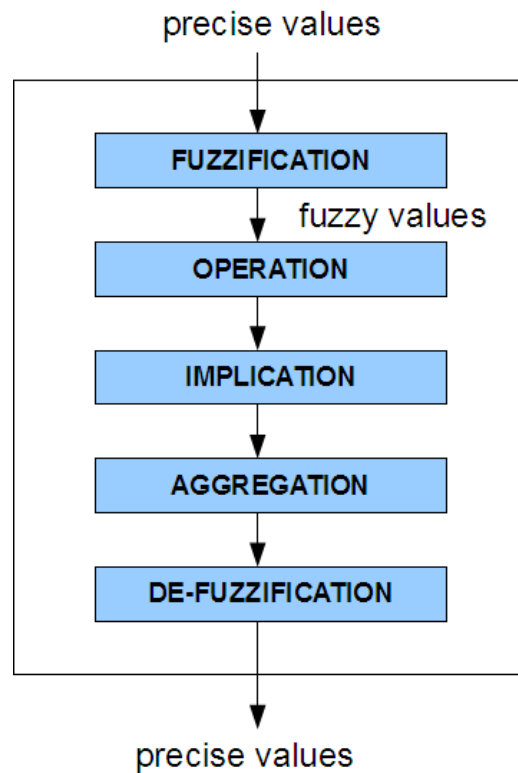 precise values
FUZZIFICATION
fuzzy values
OPERATION
IMPLICATION
AGGREGATION
DE-FUZZIFICATION
precise values